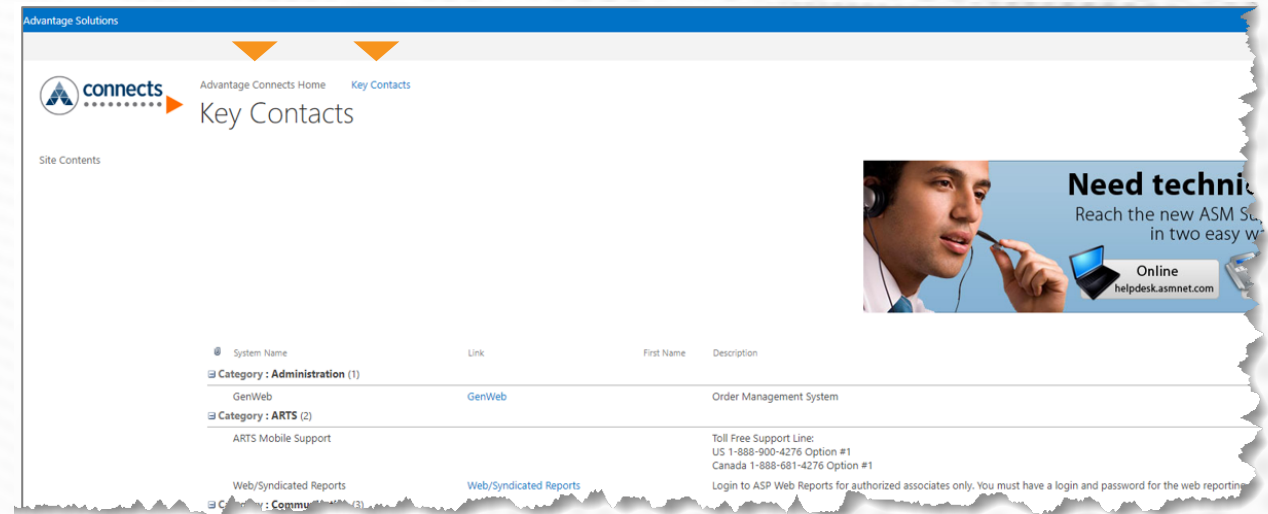 Advantage Solutions
connects
Advantage Connects Home Key Contacts
Key Contacts
Site Contents
Need
Reach the new ASM
in two easy
Online
helpdesk.asmnet.com
System Name Link First Name Description
Category : Administration (1)
GenWeb GenWeb Order Management System
Category : ARTS (2)
ARTS Mobile Support Toll Free Support Line:
US 1-888-900-4276 Option #1
Canada 1-888-681-4276 Option #1
Web/Syndicated Reports Web/Syndicated Reports Login to ASP Web Reports for authorized associates only. You must have a login and password for the web reporting